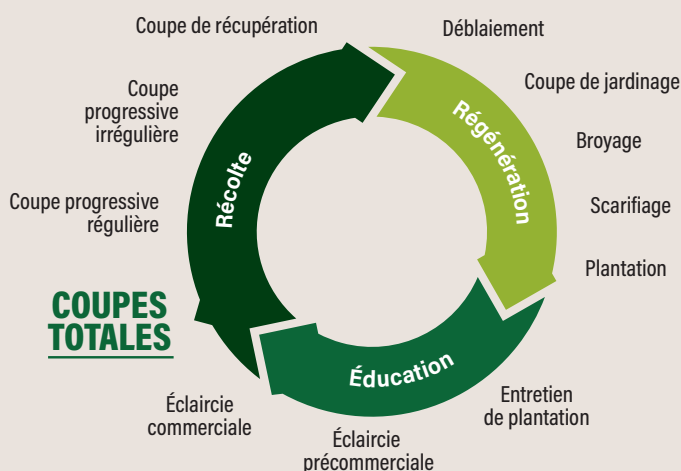 Coupe de récupération
Déblaiement
Coupe de jardinage
Broyage
Scarifiage
Plantation
Entretien
de plantation
Éclaircie
précommerciale
Éclaircie
commerciale
COUPES
TOTALES
Coupe progressive
régulière
Coupe
progressive
irrégulière
Récolte
Régénération
Éducation